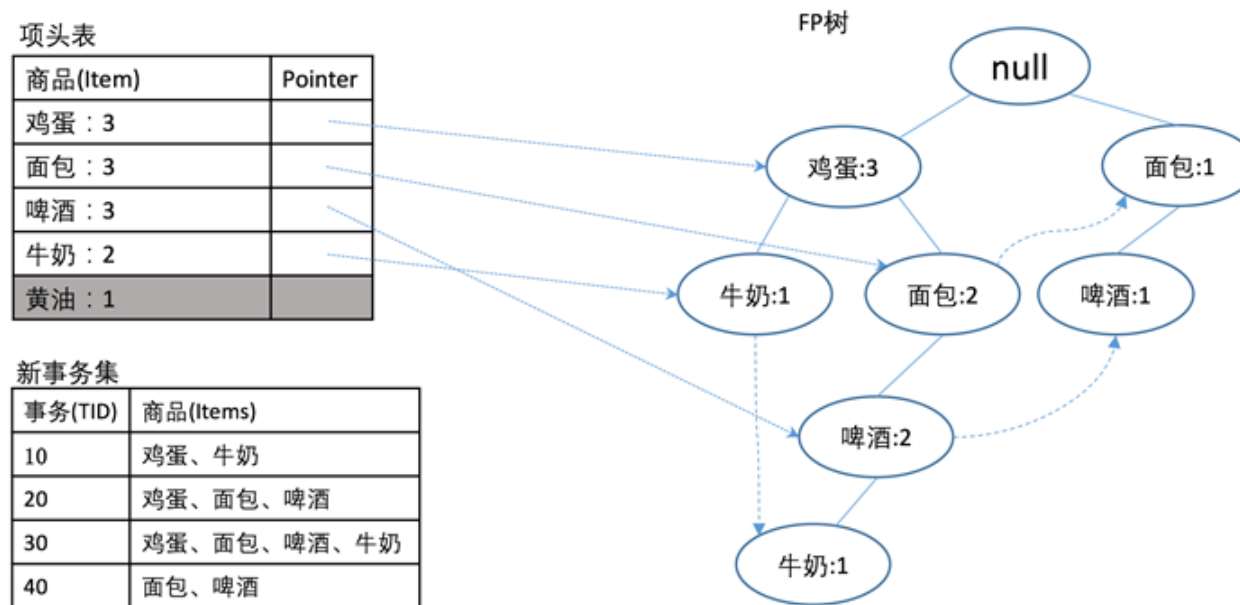 项头表
商品(Item) Pointer
鸡蛋：3
面包：3
啤酒：3
牛奶：2
黄油：1
新事务集
事务(TID) 商品(Items)
10 鸡蛋、牛奶
20 鸡蛋、面包、啤酒
30 鸡蛋、面包、啤酒、牛奶
40 面包、啤酒
FP树
null
鸡蛋:3
面包:1
牛奶:1
面包:2
啤酒:1
啤酒:2
牛奶:1